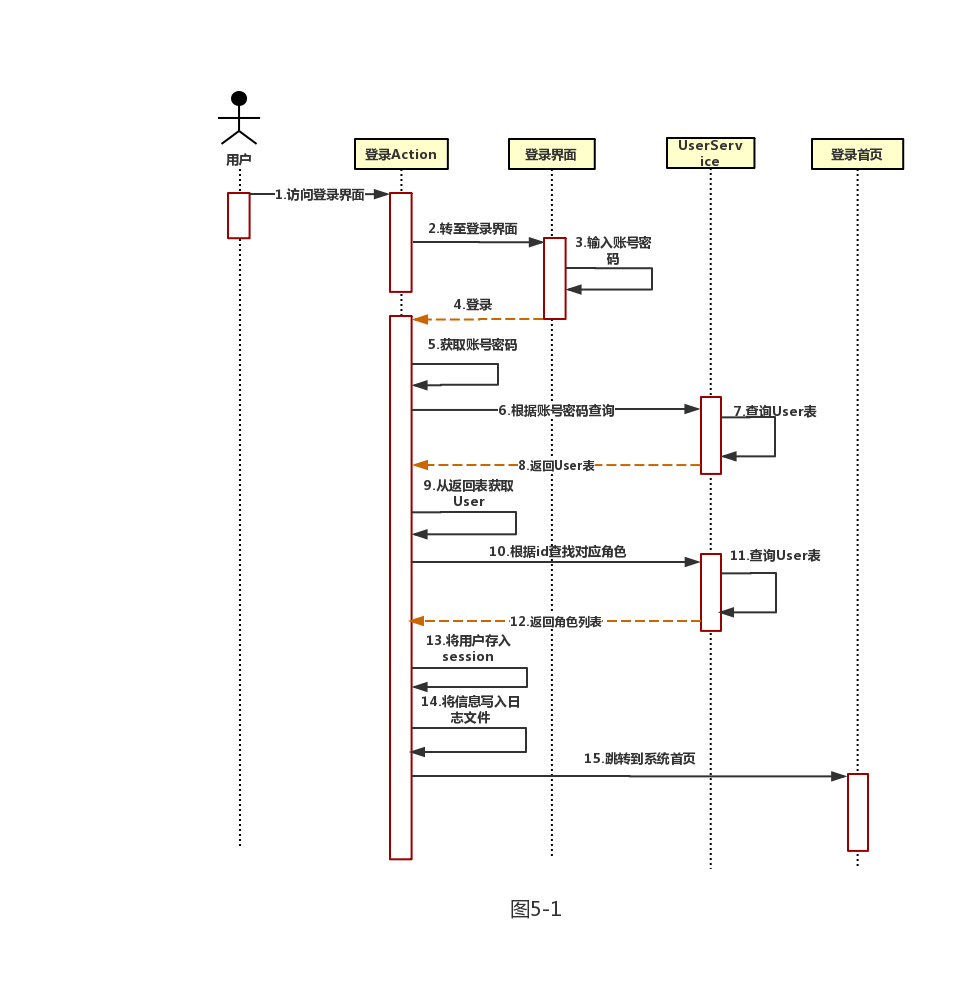 用户
登录Action
登录界面
UserServ
ice
登录首页
1.访问登录界面
2.转至登录界面
3.输入账号密
码
4.登录
5.获取账号密码
6.根据账号密码查询
7.查询User表
8.返回User表
9.从返回表获取
User
10.根据id查找对应角色
11.查询User表
12.返回角色列表
13.将用户存入
session
14.将信息写入日
志文件
15.跳转到系统首页
图5-1